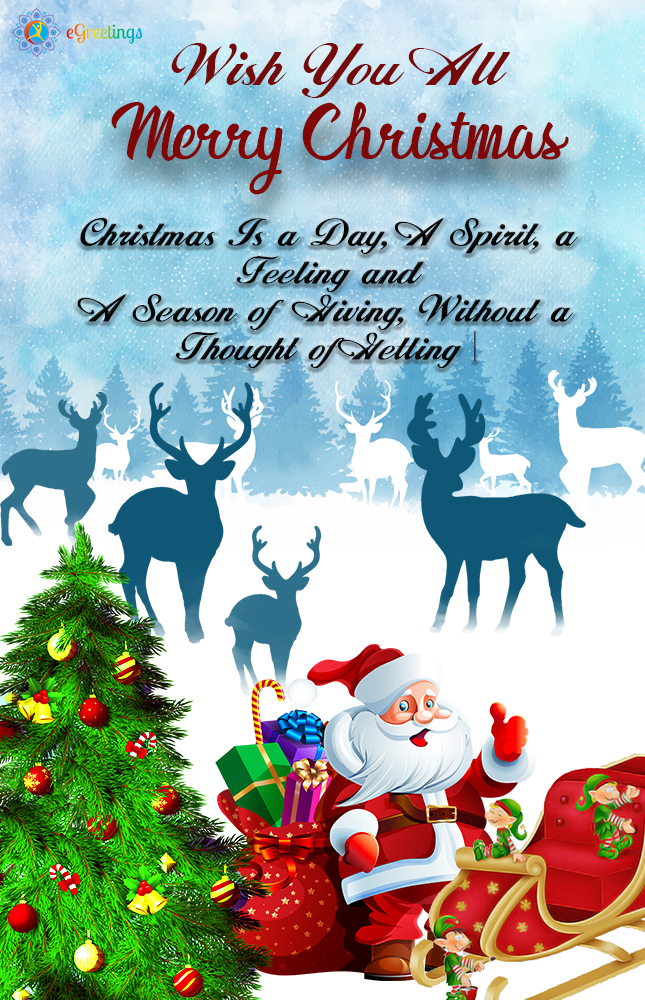 eGreetings
Wish You All
Merry Christmas
Christmas Is a Day, A Spirit, a
Feeling and
A Season of Giving, Without a
Thought of Getting |